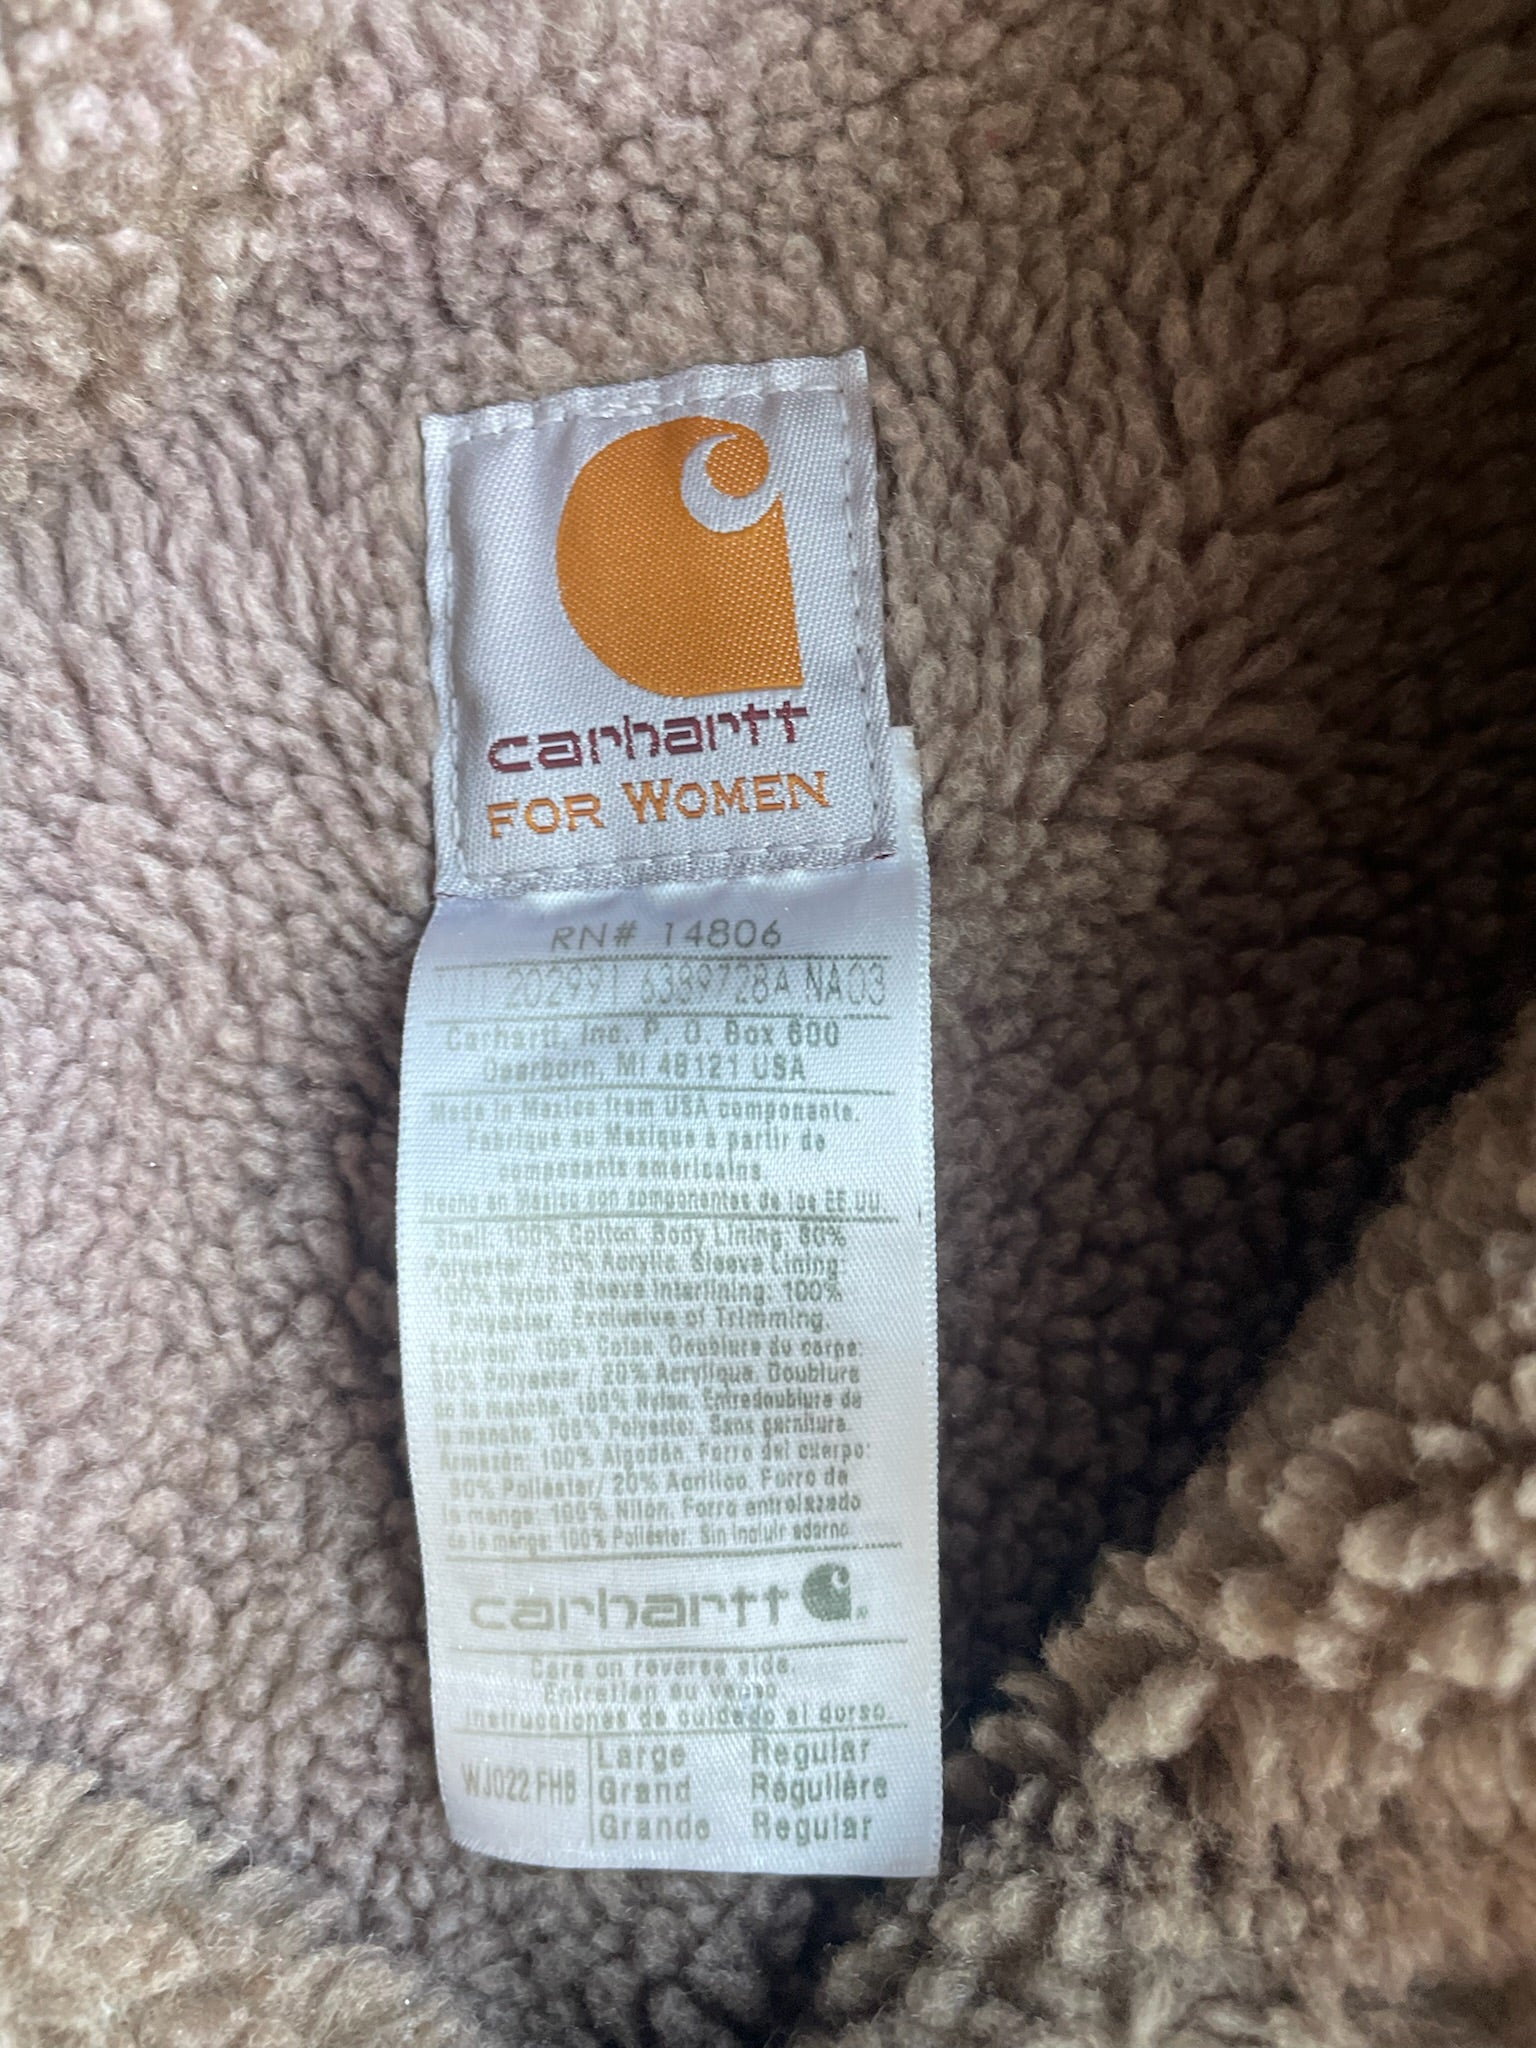 carhartt
FOR WOMEN
RN# 14806
202991 6389728A NA03
Carhartt, Inc. P. O. Box 600
Dearborn, MI 48121 USA
Made in Mexico from USA components.
Fabriqué au Mexique à partir de
composants américains
Hecho en México con componentes de los EE UU.
Shell: 100% Cotton. Body Lining: 80%
Polyester / 20% Acrylic. Sleeve Lining:
100% Nylon. Sleeve Interlining: 100%
Polyester. Exclusive of Trimming.
Extérieur: 100% Coton. Doublure du corps:
80% Polyester / 20% Acrylique. Doublure
de la manche: 100% Nylon. Entredoublure de
la manche: 100% Polyester. Sans garniture.
Armazón: 100% Algodón. Forro del cuerpo:
80% Poliéster/ 20% Acrílico. Forro de
la manga: 100% Nilón. Forro entrelazado
de la manga: 100% Poliéster. Sin incluir adorno.
carhartt
Care on reverse side.
Entretien au verso.
Instrucciones de cuidado al dorso.
WJ022 FHB
Large Regular
Grand Régulière
Grande Regular